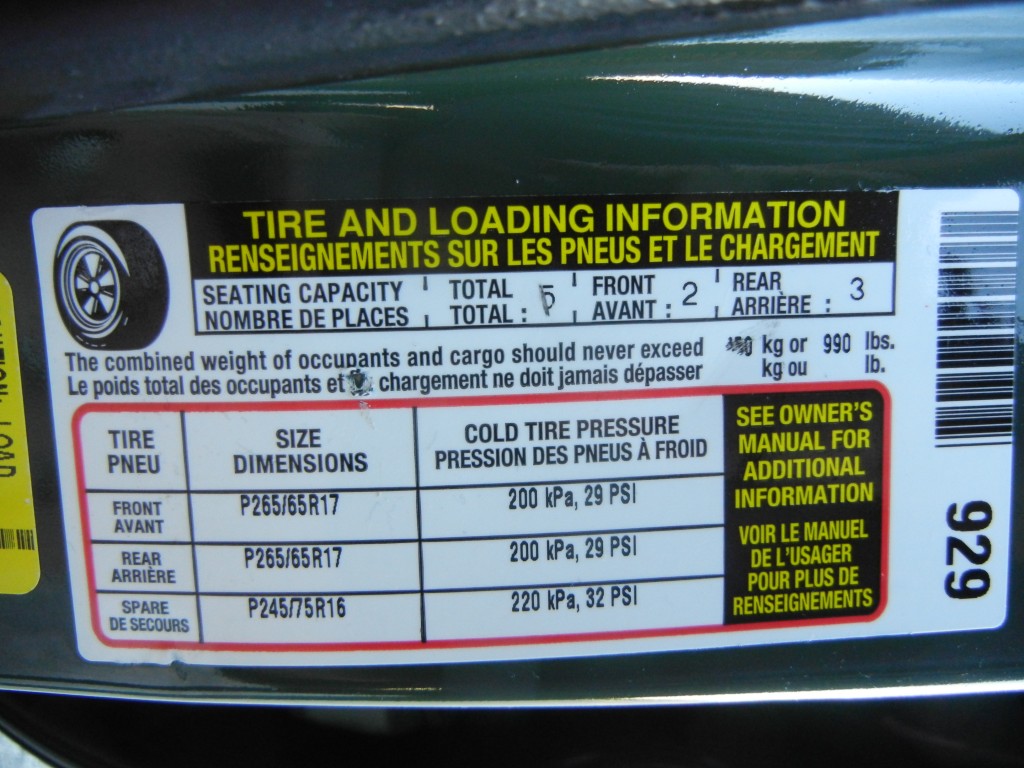 TIRE AND LOADING INFORMATION
RENSEIGNEMENTS SUR LES PNEUS ET LE CHARGEMENT
SEATING CAPACITY TOTAL 5 FRONT 2 REAR 3
NOMBRE DE PLACES TOTAL : AVANT : ARRIÈRE :
The combined weight of occupants and cargo should never exceed kg or 990 lbs.
Le poids total des occupants et chargement ne doit jamais dépasser kg ou lb.
TIRE SIZE COLD TIRE PRESSURE
PNEU DIMENSIONS PRESSION DES PNEUS À FROID
FRONT P265/65R17 200 kPa, 29 PSI
AVANT
REAR P265/65R17 200 kPa, 29 PSI
ARRIÈRE
SPARE P245/75R16 220 kPa, 32 PSI
DE SECOURS
SEE OWNER'S
MANUAL FOR
ADDITIONAL
INFORMATION
VOIR LE MANUEL
DE L'USAGER
POUR PLUS DE
RENSEIGNEMENTS
929
LOAD